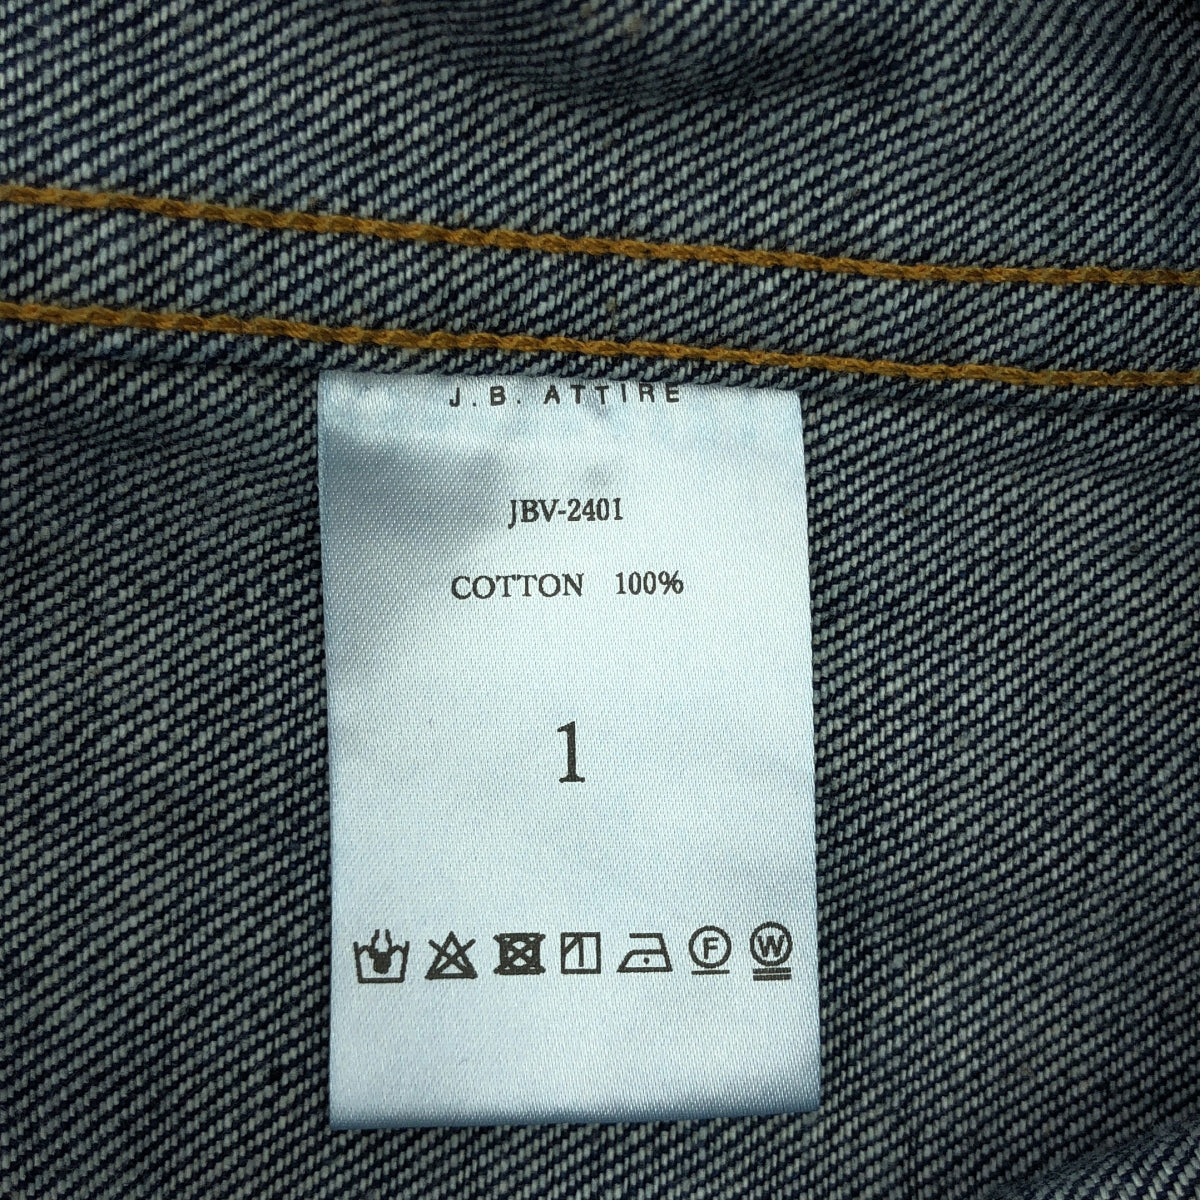 J.B. ATTIRE
JBV-2401
COTTON 100%
1
F W